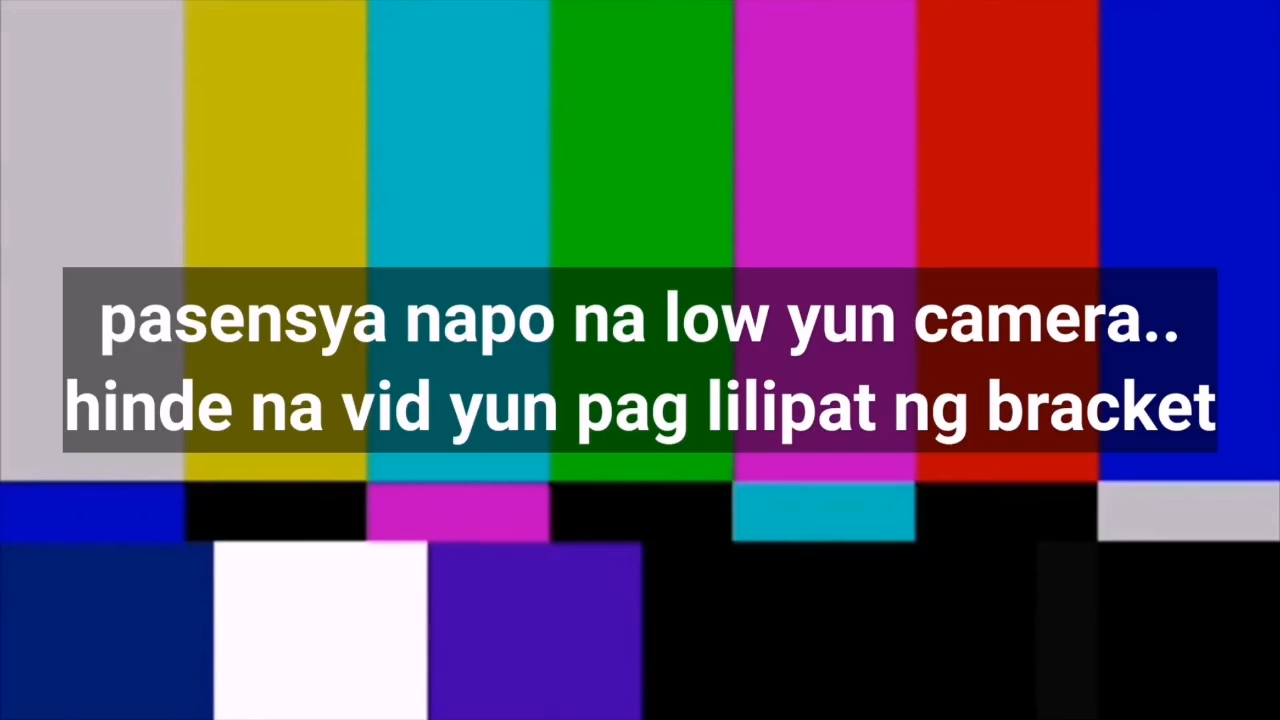 pasensya napo na low yun camera..
hinde na vid yun pag lilipat ng bracket